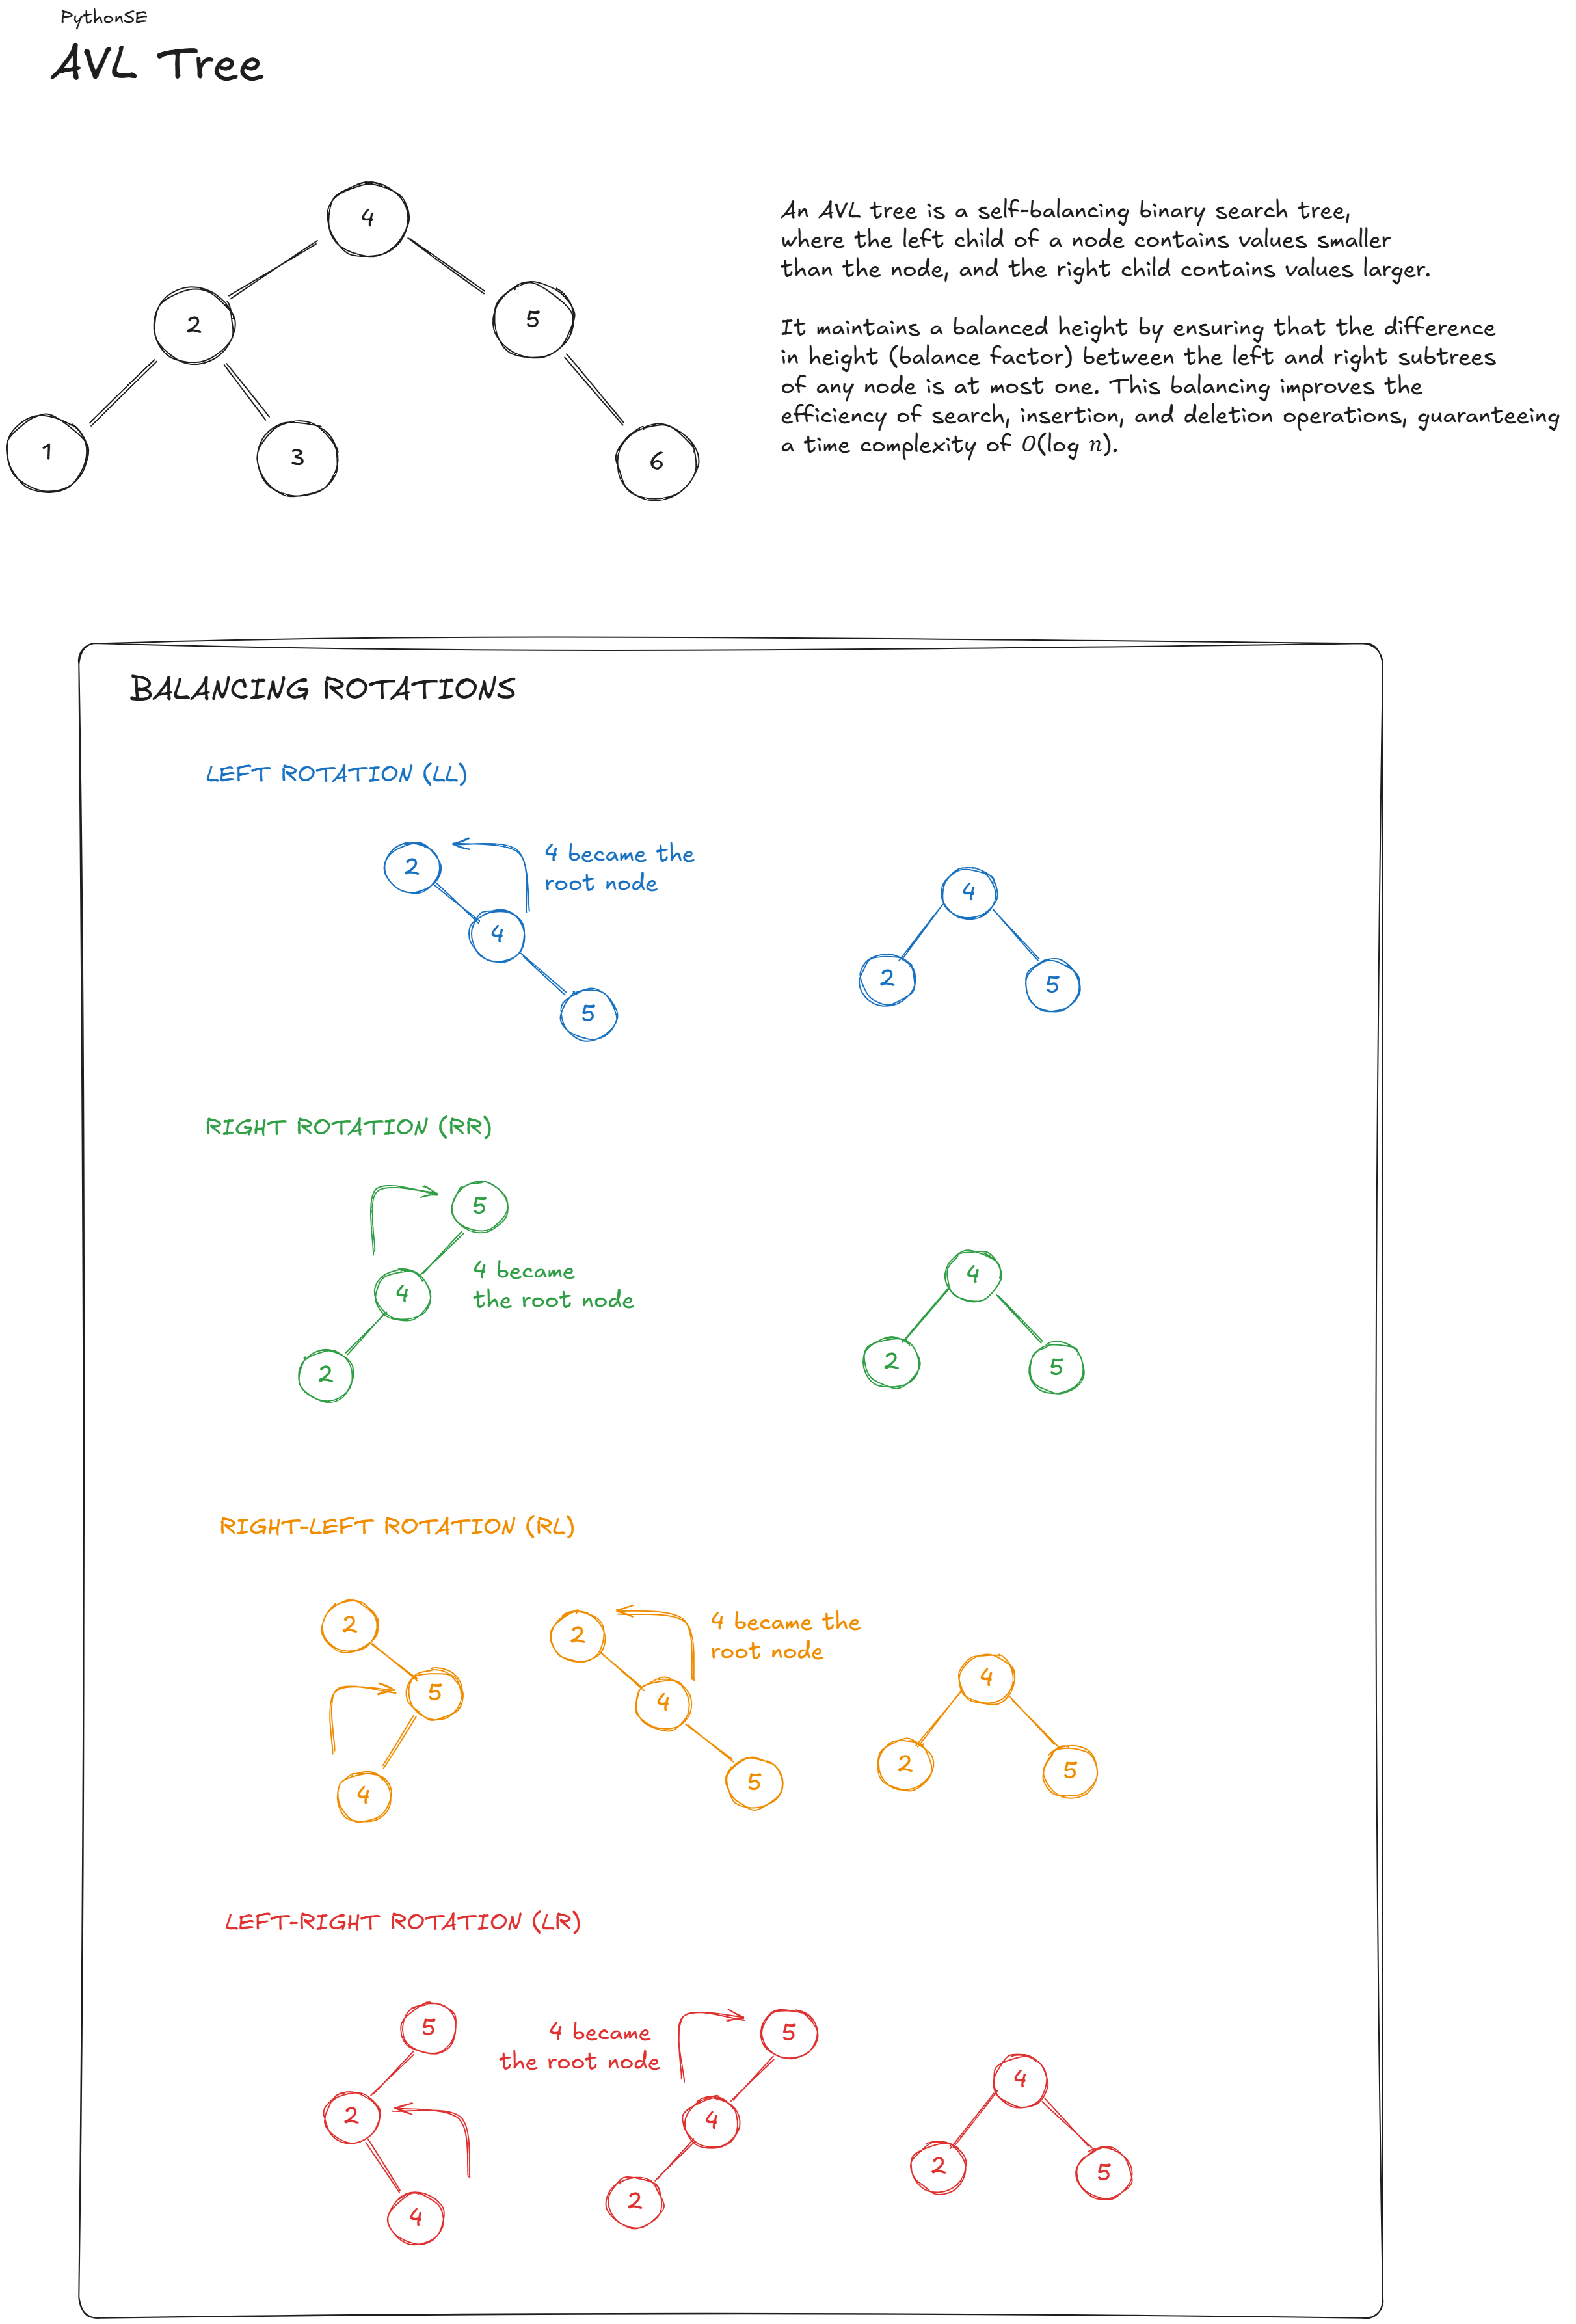 PythonSE
AVL Tree
4
2
5
1
3
6
An AVL tree is a self-balancing binary search tree,
where the left child of a node contains values smaller
than the node, and the right child contains values larger.
It maintains a balanced height by ensuring that the difference
in height (balance factor) between the left and right subtrees
of any node is at most one. This balancing improves the
efficiency of search, insertion, and deletion operations, guaranteeing
a time complexity of O(log n).
BALANCING ROTATIONS
LEFT ROTATION (LL)
2
4
5
4 became the
root node
4
2
5
RIGHT ROTATION (RR)
5
4
2
4 became
the root node
4
2
5
RIGHT-LEFT ROTATION (RL)
2
5
4
2
4
5
4 became the
root node
4
2
5
LEFT-RIGHT ROTATION (LR)
5
2
4
4 became
the root node
5
4
2
4
2
5